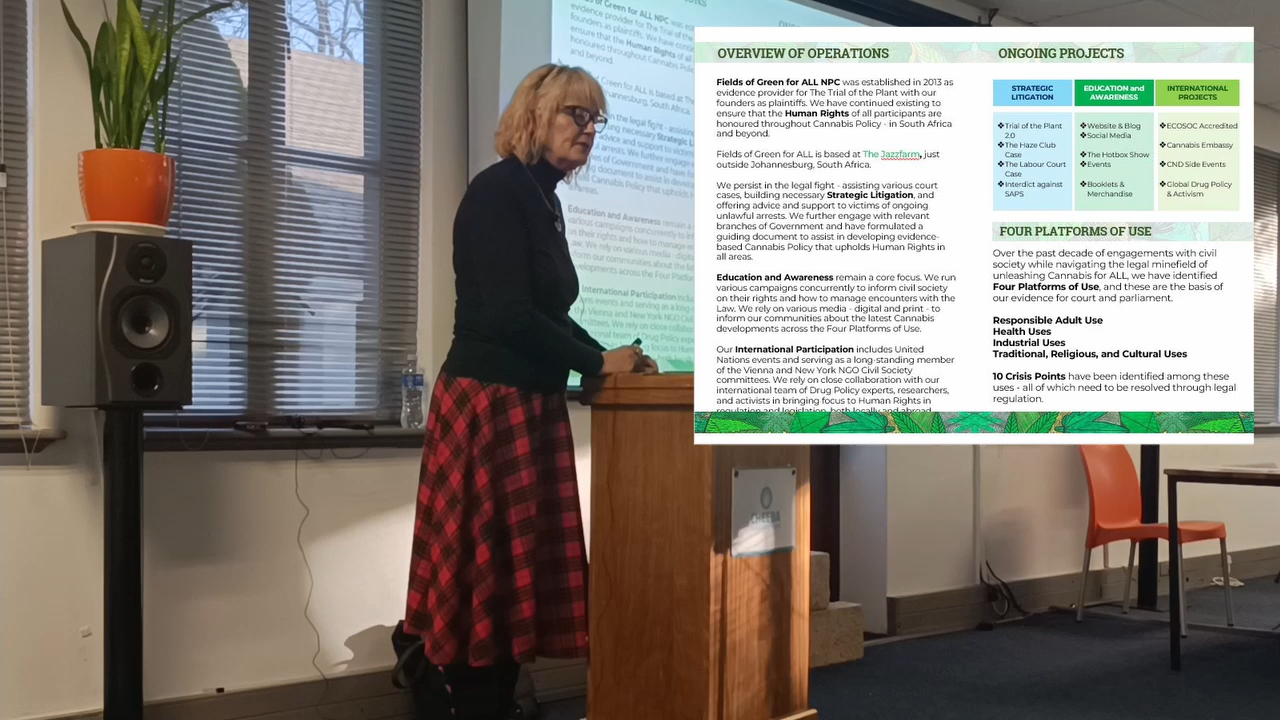 OVERVIEW OF OPERATIONS
Fields of Green for ALL NPC was established in 2013 as
evidence provider for The Trial of the Plant with our
founders as plaintiffs. We have continued existing to
ensure that the Human Rights of all participants are
honoured throughout Cannabis Policy - in South Africa
and beyond.
Fields of Green for ALL is based at The Jazzfarm, just
outside Johannesburg, South Africa.
We persist in the legal fight - assisting various court
cases, building necessary Strategic Litigation, and
offering advice and support to victims of ongoing
unlawful arrests. We further engage with relevant
branches of Government and have formulated a
guiding document to assist in developing evidence-
based Cannabis Policy that upholds Human Rights in
all areas.
Education and Awareness remain a core focus. We run
various campaigns concurrently to inform civil society
on their rights and how to manage encounters with the
Law. We rely on various media - digital and print - to
inform our communities about the latest Cannabis
developments across the Four Platforms of Use.
Our International Participation includes United
Nations events and serving as a long-standing member
of the Vienna and New York NGO Civil Society
committees. We rely on close collaboration with our
international team of Drug Policy experts, researchers,
and activists in bringing focus to Human Rights in
regulation and legislation, both locally and abroad.
ONGOING PROJECTS
STRATEGIC
LITIGATION
❖Trial of the Plant
2.0
❖The Haze Club
Case
❖The Labour Court
Case
❖Interdict against
SAPS
EDUCATION and
AWARENESS
❖Website & Blog
❖Social Media
❖The Hotbox Show
❖Events
❖Booklets &
Merchandise
INTERNATIONAL
PROJECTS
❖ECOSOC Accredited
❖Cannabis Embassy
❖CND Side Events
❖Global Drug Policy
& Activism
FOUR PLATFORMS OF USE
Over the past decade of engagements with civil
society while navigating the legal minefield of
unleashing Cannabis for ALL, we have identified
Four Platforms of Use, and these are the basis of
our evidence for court and parliament.
Responsible Adult Use
Health Uses
Industrial Uses
Traditional, Religious, and Cultural Uses
10 Crisis Points have been identified among these
uses - all of which need to be resolved through legal
regulation.
CHEEBA